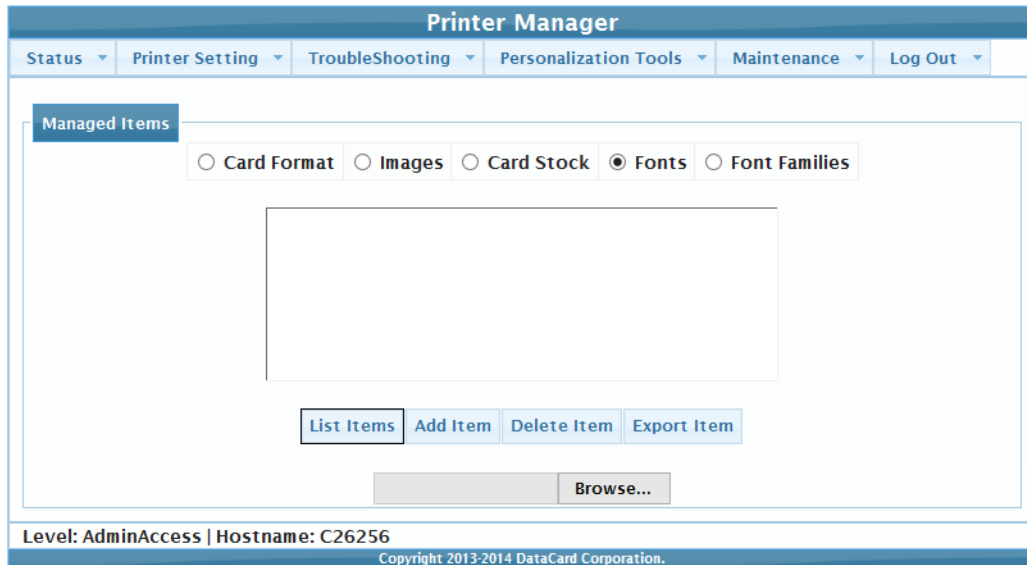 Printer Manager
Status Printer Setting TroubleShooting Personalization Tools Maintenance Log Out
Managed Items
Card Format Images Card Stock Fonts Font Families
List Items Add Item Delete Item Export Item
Browse...
Level: AdminAccess | Hostname: C26256
Copyright 2013-2014 DataCard Corporation.